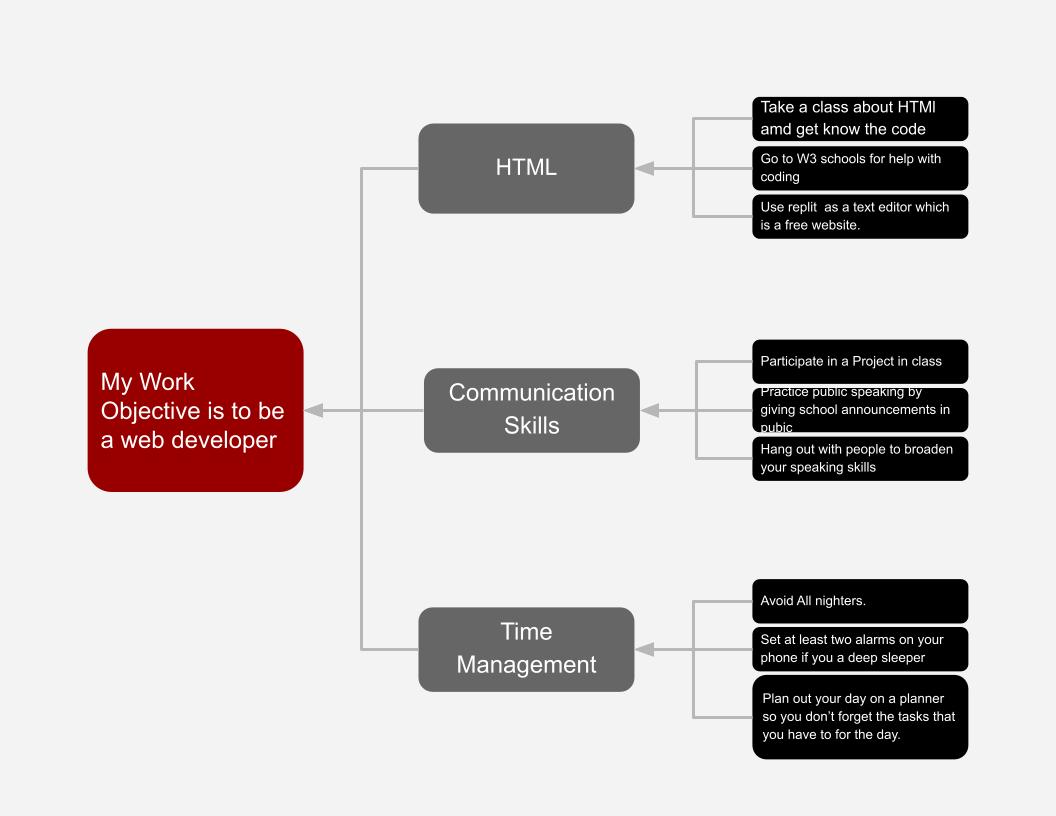 My Work
Objective is to be
a web developer
HTML
Take a class about HTMl
amd get know the code
Go to W3 schools for help with
coding
Use replit  as a text editor which
is a free website.
Communication
Skills
Participate in a Project in class
Practice public speaking by
giving school announcements in
pubic
Hang out with people to broaden
your speaking skills
Time
Management
Avoid All nighters.
Set at least two alarms on your
phone if you a deep sleeper
Plan out your day on a planner
so you don’t forget the tasks that
you have to for the day.